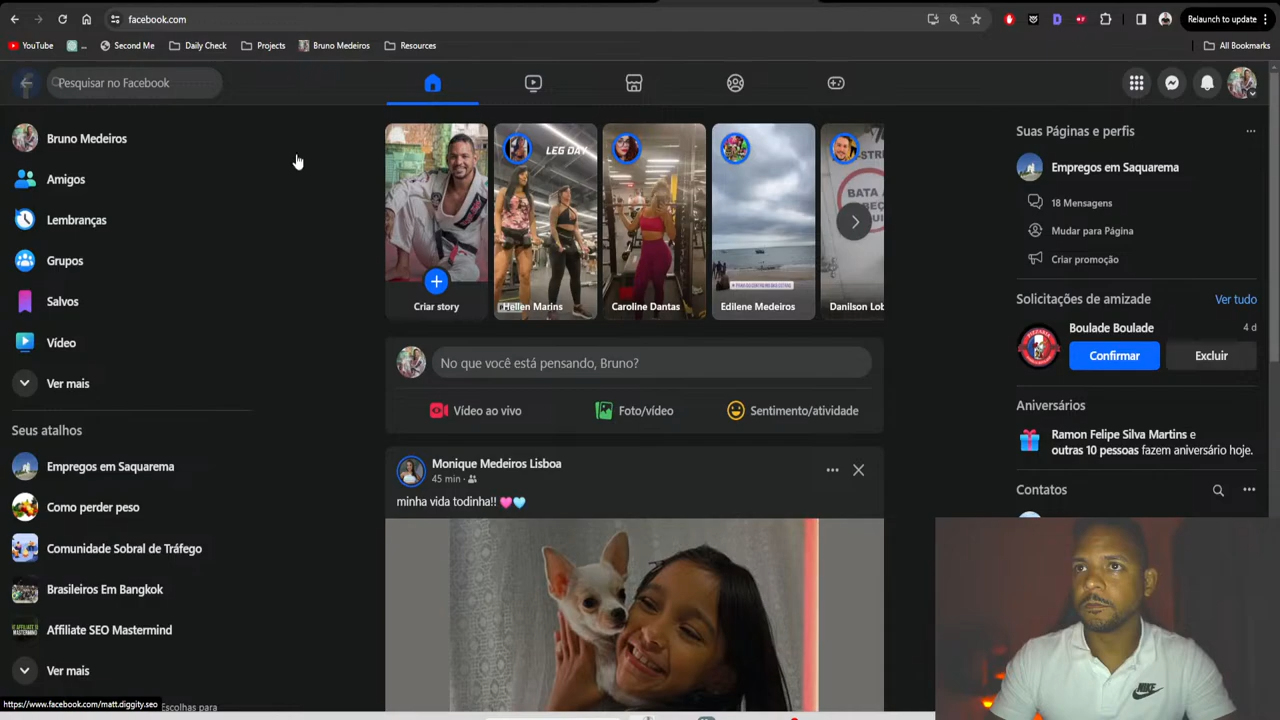 facebook.com
Relaunch to update
YouTube
...
Second Me
Daily Check
Projects
Bruno Medeiros
Resources
All Bookmarks
Pesquisar no Facebook
Bruno Medeiros
Amigos
Lembranças
Grupos
Salvos
Vídeo
Ver mais
Seus atalhos
Empregos em Saquarema
Como perder peso
Comunidade Sobral de Tráfego
Brasileiros Em Bangkok
Affiliate SEO Mastermind
Ver mais
https://www.facebook.com/matt.diggity.seo
Escolhas para
LEG DAY
BATA A
Criar story
Hellen Marins
Caroline Dantas
Edilene Medeiros
Danilson Lob
No que você está pensando, Bruno?
Vídeo ao vivo
Foto/vídeo
Sentimento/atividade
Monique Medeiros Lisboa
45 min ·
minha vida todinha!! 🩷🩵
Suas Páginas e perfis
Empregos em Saquarema
18 Mensagens
Mudar para Página
Criar promoção
Solicitações de amizade
Ver tudo
Boulade Boulade
4 d
Confirmar
Excluir
Aniversários
Ramon Felipe Silva Martins e
outras 10 pessoas fazem aniversário hoje.
Contatos
NIKE